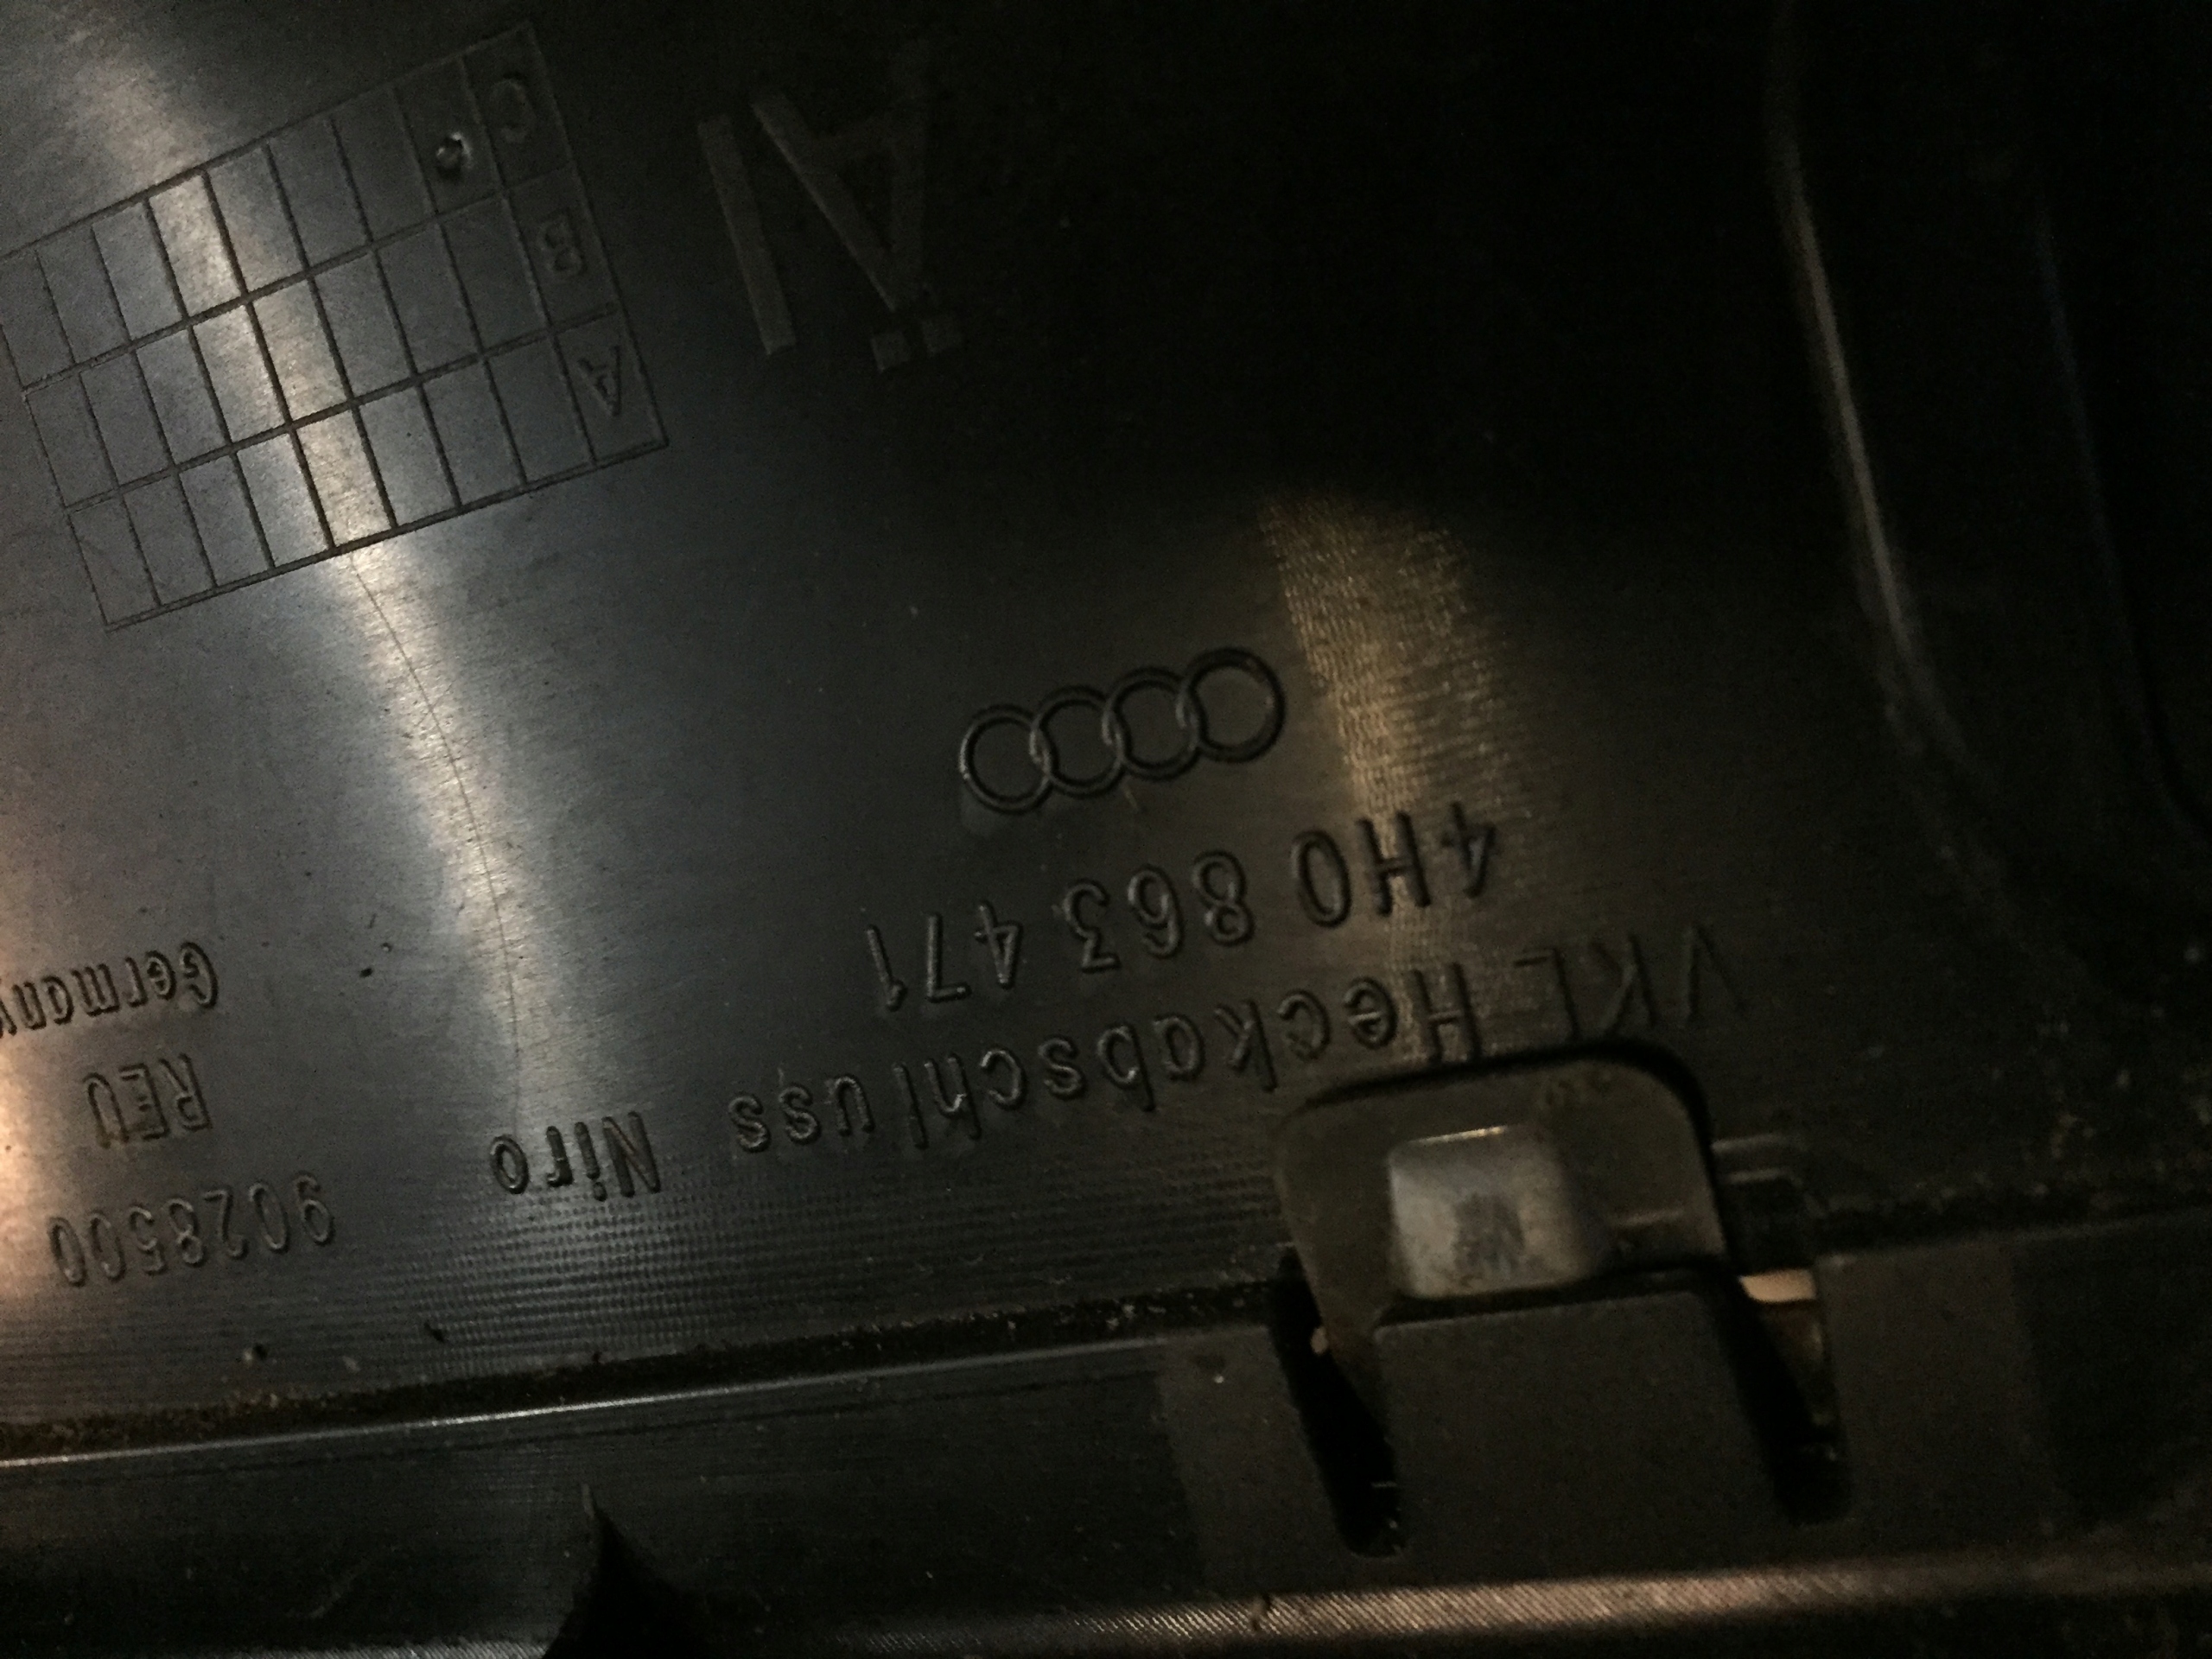 4H0 863 471
VKL Heckabschluss Niro
9028500
REU
Germany
A
B
C